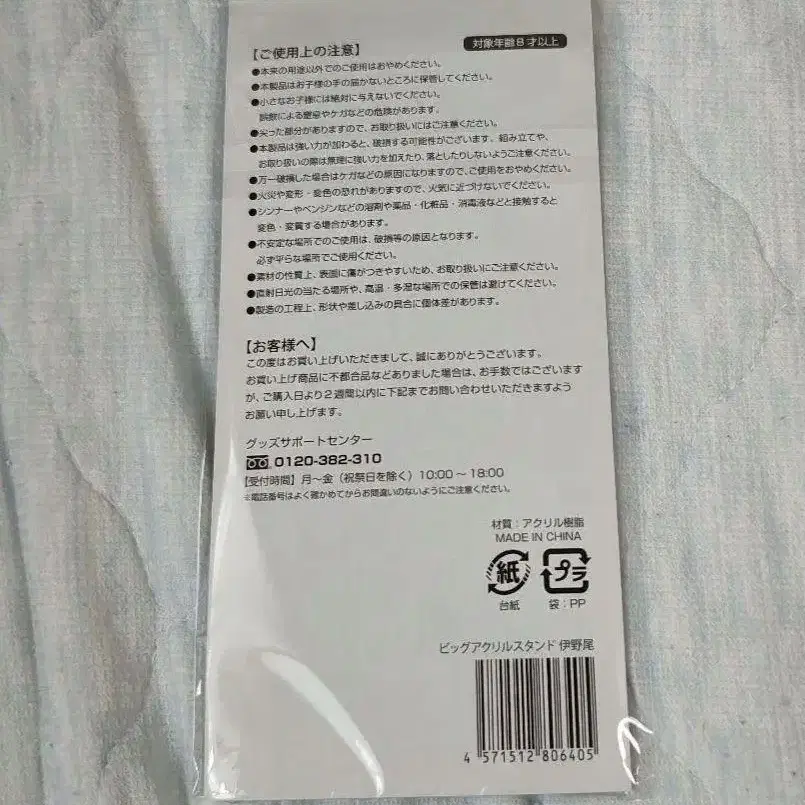 【ご使用上の注意】
対象年齢8才以上
●本来の用途以外でのご使用はおやめください。
●本製品はお子様の手の届かないところに保管してください。
●小さなお子様には絶対に与えないでください。
誤飲による窒息やケガなどの危険があります。
●尖った部分がありますので、お取り扱いにはご注意ください。
●本製品は強い力が加わると、破損する可能性がございます。組み立てや、
お取り扱いの際は無理に強い力を加えたり、落としたりしないようご注意ください。
●万一破損した場合はケガなどの原因になりますので、ご使用をおやめください。
●火災や変形・変色の恐れがありますので、火気に近づけないでください。
●シンナーやベンジンなどの溶剤や薬品・化粧品・消毒液などと接触すると
変色・変質する場合があります。
●不安定な場所でのご使用は、破損等の原因となります。
必ず平らな場所でご使用ください。
●素材の性質上、表面に傷がつきやすいため、お取り扱いにご注意ください。
●直射日光の当たる場所や、高温・多湿な場所での保管は避けてください。
●製造の工程上、形状や差し込みの具合に個体差があります。
【お客様へ】
この度はお買い上げいただきまして、誠にありがとうございます。
お買い上げ商品に不都合品などありました場合は、お手数ではございます
が、ご購入日より2週間以内に下記までお問い合わせいただきますよう
お願い申し上げます。
グッズサポートセンター
0120-382-310
【受付時間】月〜金（祝祭日を除く）10:00〜18:00
※電話番号はよく確かめてからお間違いのないようにご注意ください。
材質：アクリル樹脂
MADE IN CHINA
紙 プラ
台紙 袋：PP
ビッグアクリルスタンド 伊野尾
4 571512 806405